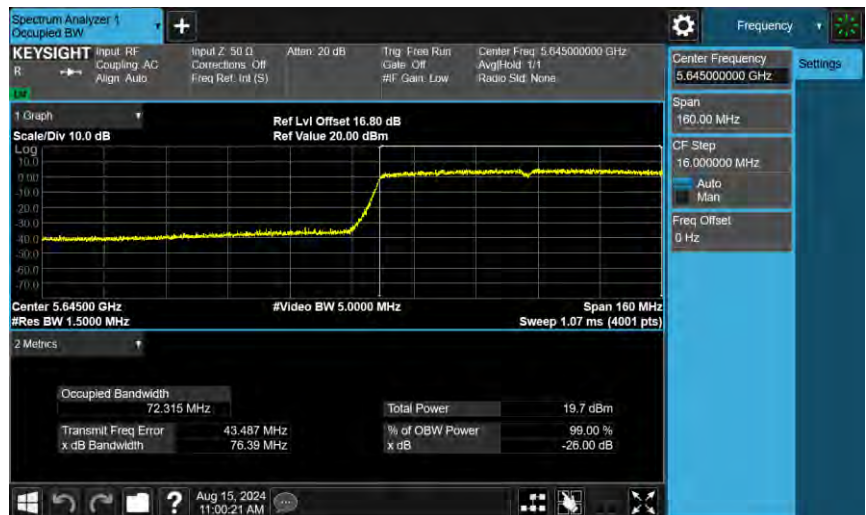 Spectrum Analyzer 1
Occupied BW
+
Frequency
KEYSIGHT
R
Input: RF
Coupling: AC
Align: Auto
Input Z: 50 Ω
Corrections: Off
Freq Ref: Int (S)
Atten: 20 dB
Trig: Free Run
Gate: Off
#IF Gain: Low
Center Freq: 5.645000000 GHz
Avg|Hold: 1/1
Radio Std: None
1 Graph
Scale/Div 10.0 dB
Ref Lvl Offset 16.80 dB
Ref Value 20.00 dBm
Log
10.0
0.00
-10.0
-20.0
-30.0
-40.0
-50.0
-60.0
-70.0
Center 5.64500 GHz
#Res BW 1.5000 MHz
#Video BW 5.0000 MHz
Span 160 MHz
Sweep 1.07 ms (4001 pts)
2 Metrics
Occupied Bandwidth
72.315 MHz
Transmit Freq Error 43.487 MHz
x dB Bandwidth 76.39 MHz
Total Power 19.7 dBm
% of OBW Power 99.00 %
x dB -26.00 dB
Center Frequency
5.645000000 GHz
Span
160.00 MHz
CF Step
16.000000 MHz
Auto
Man
Freq Offset
0 Hz
Settings
?
Aug 15, 2024
11:00:21 AM